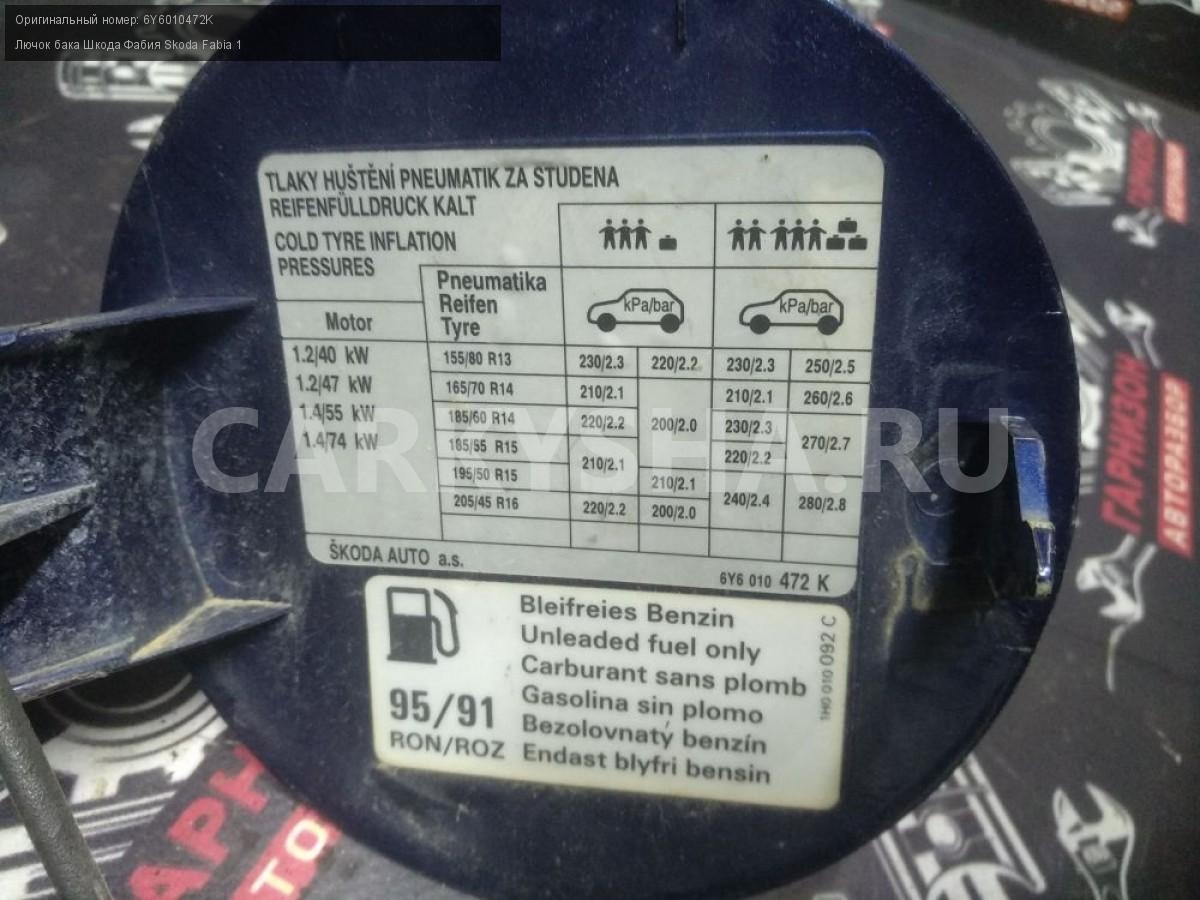 Оригинальный номер: 6Y6010472K
Лючок бака Шкода Фабия Skoda Fabia 1
TLAKY HUŠTĚNÍ PNEUMATIK ZA STUDENA
REIFENFÜLLDRUCK KALT
COLD TYRE INFLATION
PRESSURES
Motor
Pneumatika
Reifen
Tyre
kPa/bar kPa/bar
1.2/40 kW 155/80 R13 230/2.3 220/2.2 230/2.3 250/2.5
1.2/47 kW 165/70 R14 210/2.1 210/2.1 260/2.6
1.4/55 kW 185/60 R14 220/2.2 200/2.0 230/2.3 270/2.7
1.4/74 kW 185/55 R15 210/2.1 220/2.2
195/50 R15 210/2.1 240/2.4 280/2.8
205/45 R16 220/2.2 200/2.0
ŠKODA AUTO a.s.
6Y6 010 472 K
Bleifreies Benzin
Unleaded fuel only
Carburant sans plomb
Gasolina sin plomo
Bezolovnatý benzín
Endast blyfri bensin
95/91
RON/ROZ
1H0 010 092 C
ГАРНИЗОН
АВТОРАЗБОР